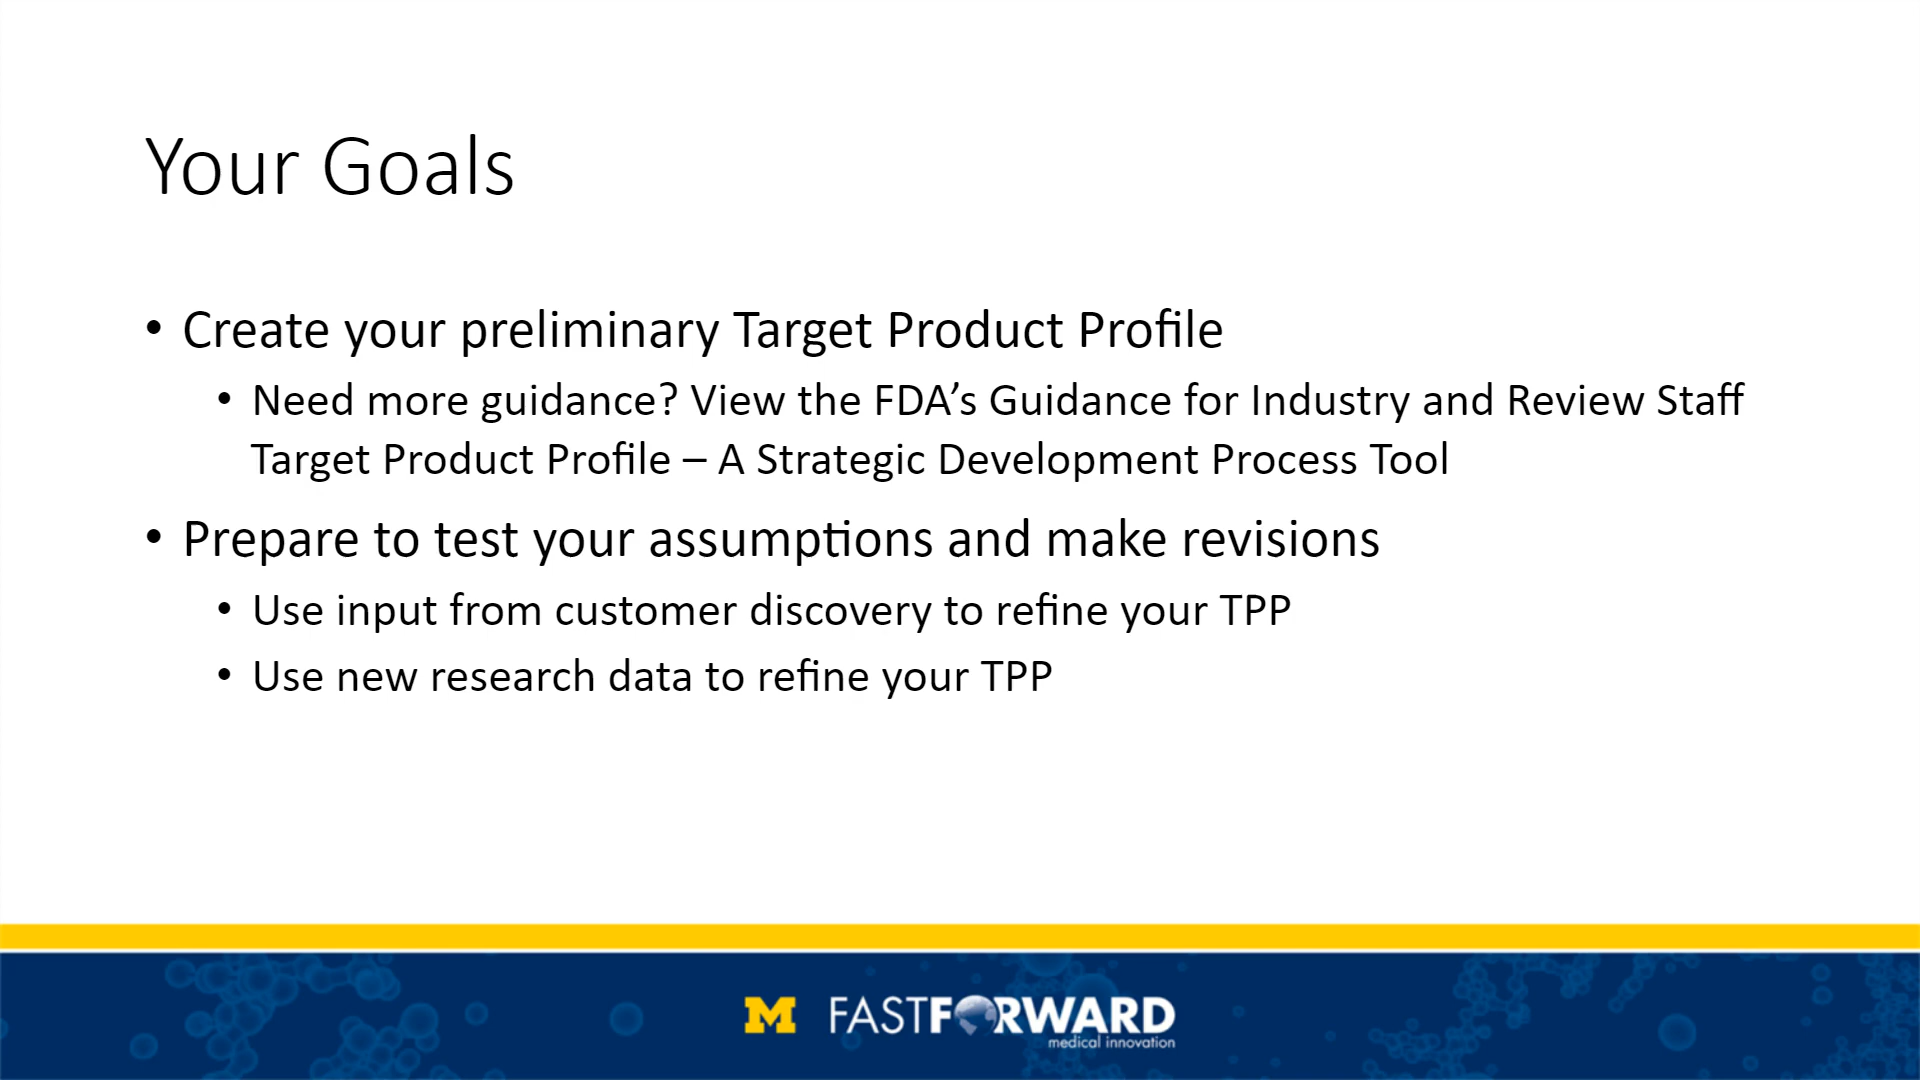 Your Goals
• Create your preliminary Target Product Profile
• Need more guidance? View the FDA’s Guidance for Industry and Review Staff
Target Product Profile – A Strategic Development Process Tool
• Prepare to test your assumptions and make revisions
• Use input from customer discovery to refine your TPP
• Use new research data to refine your TPP
M FASTFORWARD
medical innovation